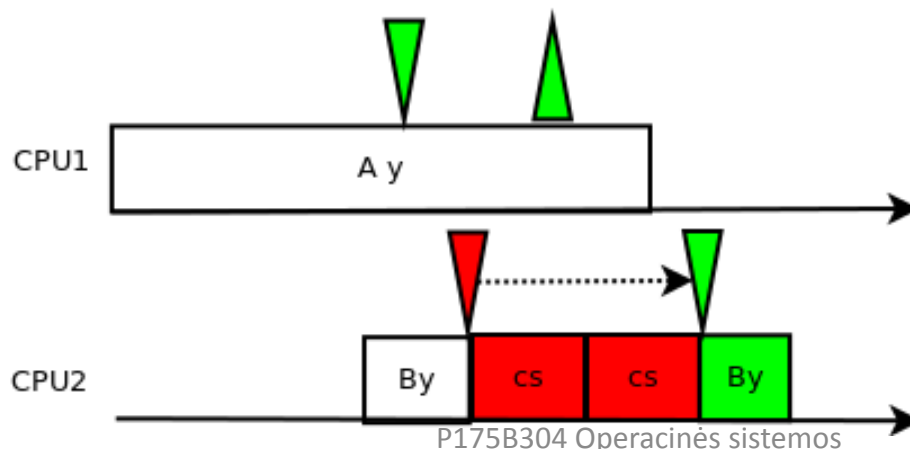 CPU1
A y
CPU2
By cs cs By
P175B304 Operacinės sistemos